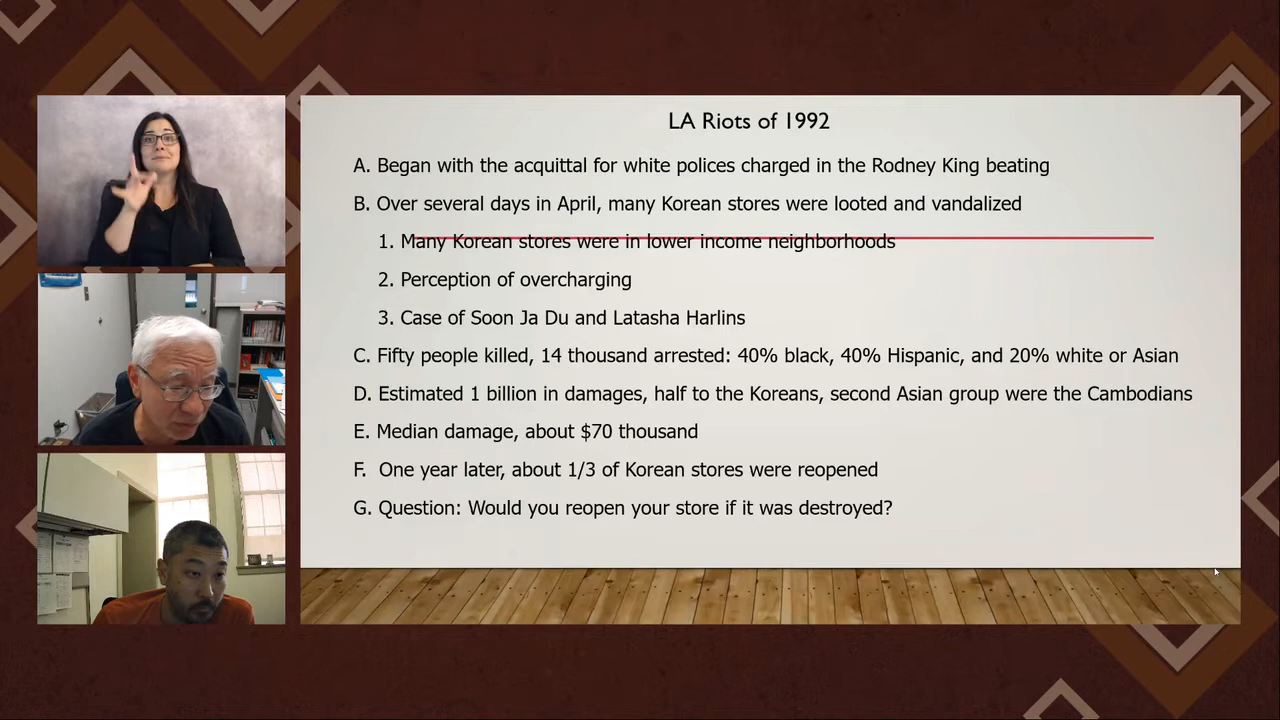 LA Riots of 1992
A. Began with the acquittal for white polices charged in the Rodney King beating
B. Over several days in April, many Korean stores were looted and vandalized
1. Many Korean stores were in lower income neighborhoods
2. Perception of overcharging
3. Case of Soon Ja Du and Latasha Harlins
C. Fifty people killed, 14 thousand arrested: 40% black, 40% Hispanic, and 20% white or Asian
D. Estimated 1 billion in damages, half to the Koreans, second Asian group were the Cambodians
E. Median damage, about $70 thousand
F. One year later, about 1/3 of Korean stores were reopened
G. Question: Would you reopen your store if it was destroyed?